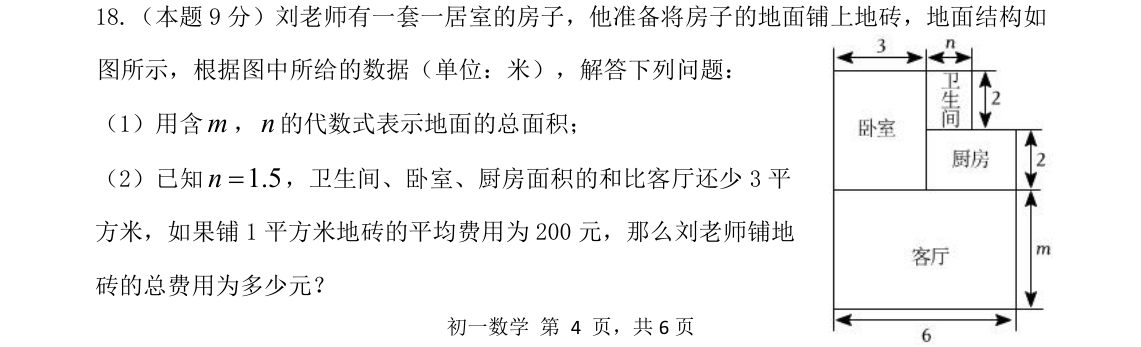 18.（本题 9 分）刘老师有一套一居室的房子，他准备将房子的地面铺上地砖，地面结构如
图所示，根据图中所给的数据（单位：米），解答下列问题：
（1）用含 m ，n 的代数式表示地面的总面积；
（2）已知 n =1.5，卫生间、卧室、厨房面积的和比客厅还少 3 平
方米，如果铺 1 平方米地砖的平均费用为 200 元，那么刘老师铺地
砖的总费用为多少元？
3
n
卫生间
2
卧室
厨房
2
客厅
m
6
初一数学 第 4 页，共 6 页